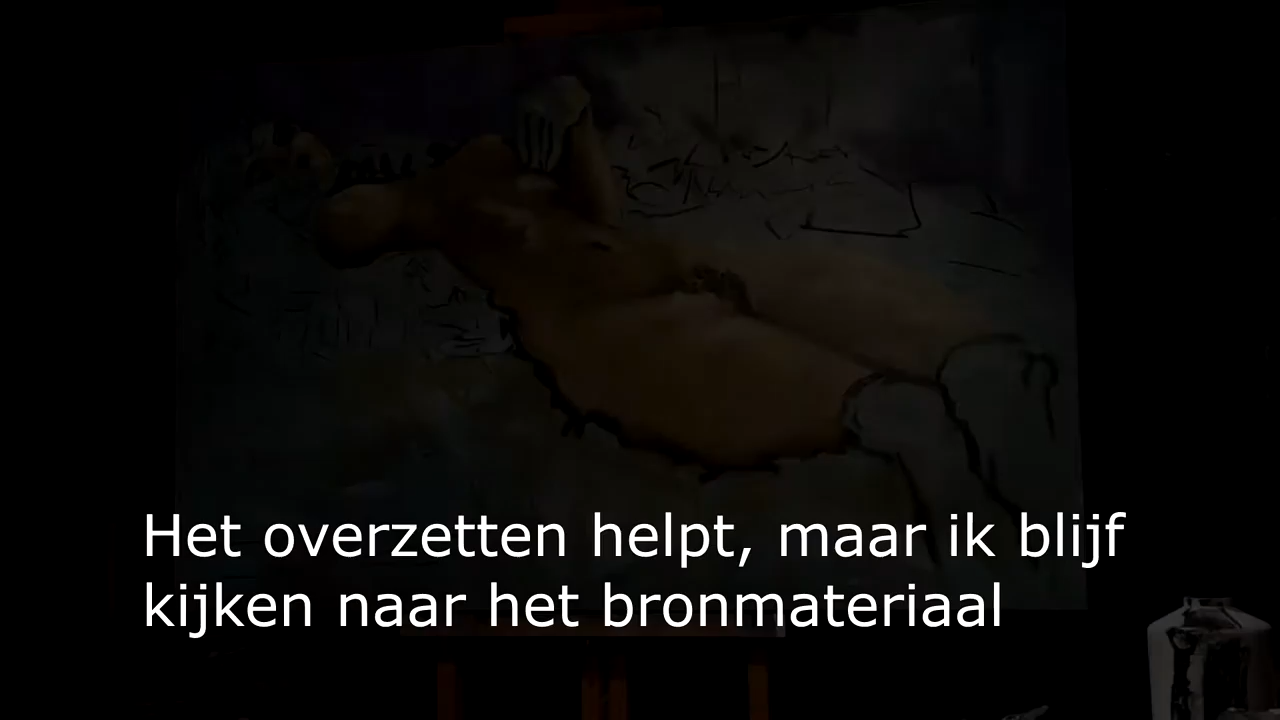 Het overzetten helpt, maar ik blijf
kijken naar het bronmateriaal